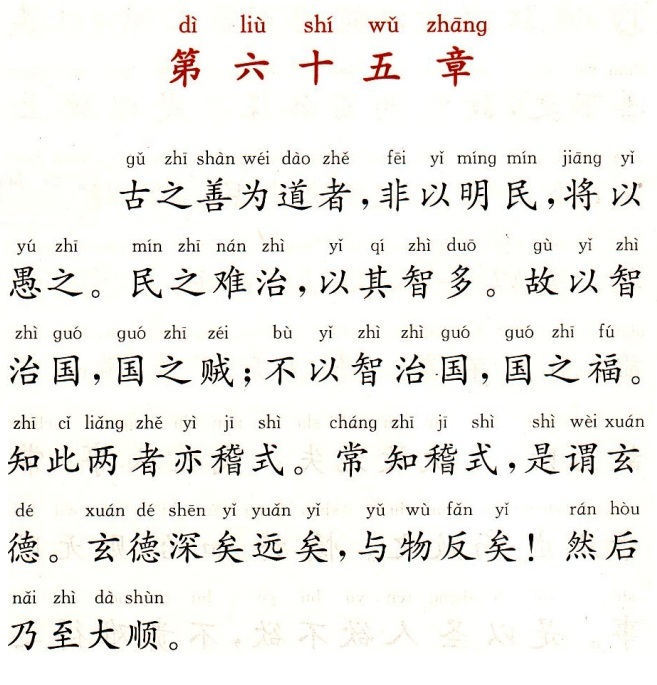 dì liù shí wǔ zhāng
第六十五章
gǔ zhī shàn wéi dào zhě fēi yǐ míng mín jiāng yǐ
古之善为道者，非以明民，将以
yú zhī mín zhī nán zhì yǐ qí zhì duō gù yǐ zhì
愚之。民之难治，以其智多。故以智
zhì guó guó zhī zéi bù yǐ zhì zhì guó guó zhī fú
治国，国之贼；不以智治国，国之福。
zhī cǐ liǎng zhě yì jī shì cháng zhī jī shì shì wèi xuán
知此两者亦稽式。常知稽式，是谓玄
dé xuán dé shēn yǐ yuǎn yǐ yǔ wù fǎn yǐ rán hòu
德。玄德深矣远矣，与物反矣！然后
nǎi zhì dà shùn
乃至大顺。